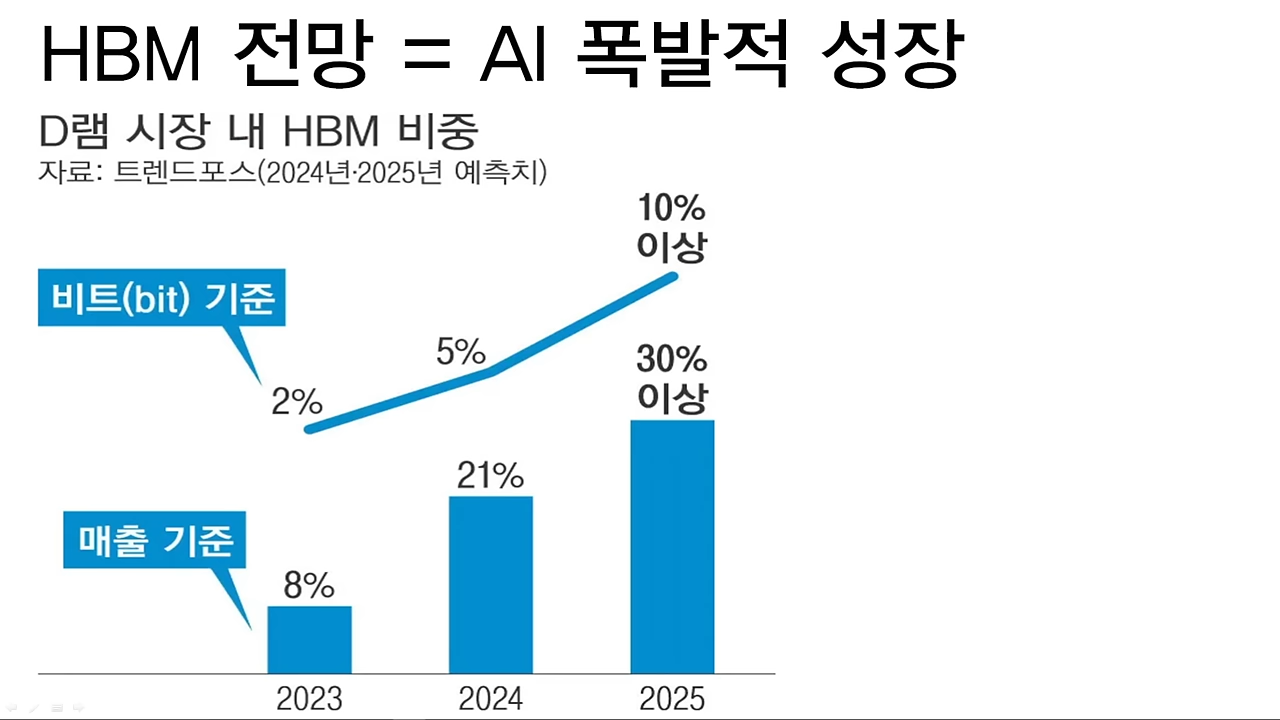 HBM 전망 = AI 폭발적 성장
D램 시장 내 HBM 비중
자료: 트렌드포스(2024년·2025년 예측치)
10%
이상
비트(bit) 기준
5%
2%
30%
이상
21%
매출 기준
8%
2023
2024
2025